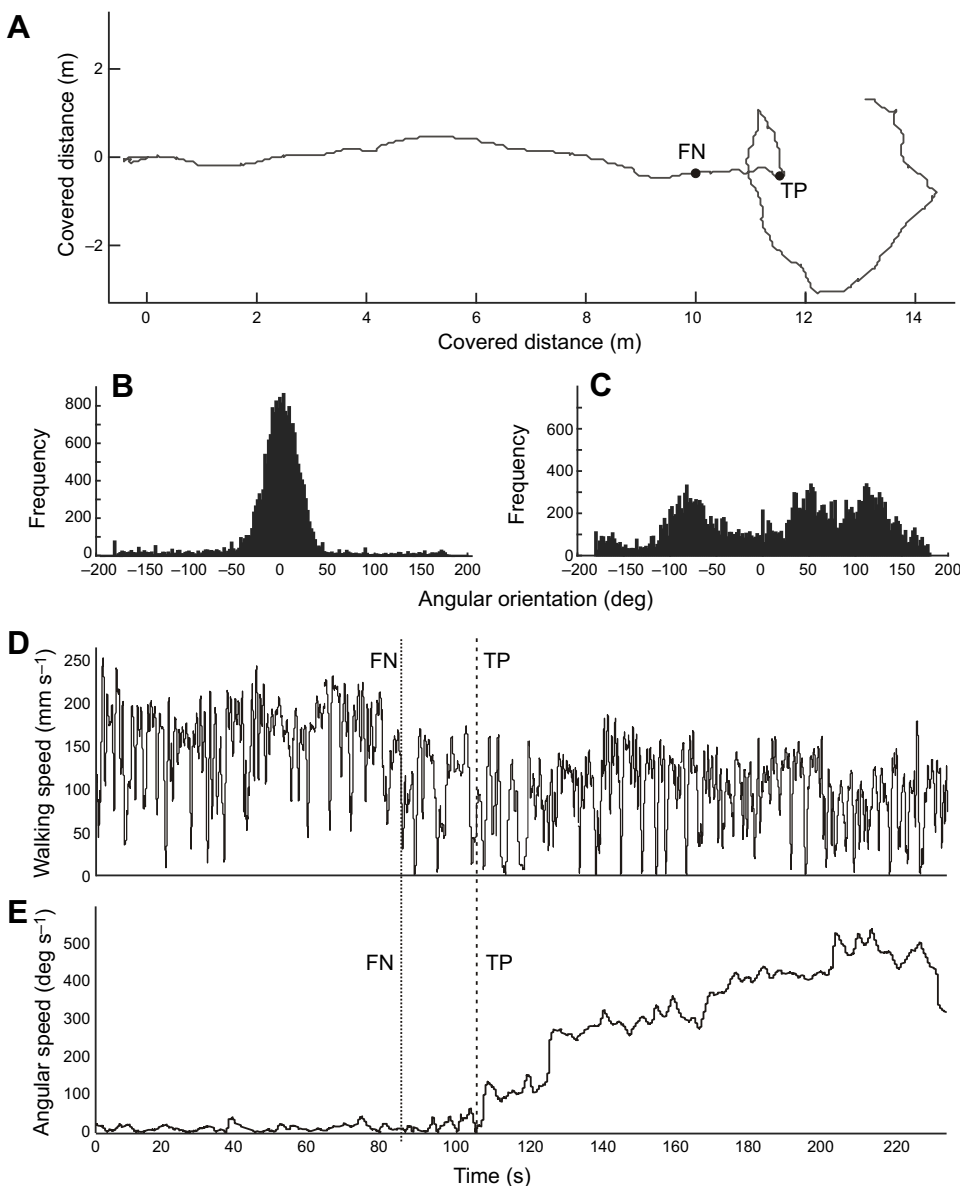 A
Covered distance (m)
2
0
–2
FN
TP
0 2 4 6 8 10 12 14
Covered distance (m)
B
Frequency
800
600
400
200
0
–200 –150 –100 –50 0 50 100 150 200
C
Frequency
600
400
200
0
–200 –150 –100 –50 0 50 100 150 200
Angular orientation (deg)
D
Walking speed (mm s–1)
250
200
150
100
50
0
FN
TP
E
Angular speed (deg s–1)
500
400
300
200
100
0
FN
TP
0 20 40 60 80 100 120 140 160 180 200 220
Time (s)